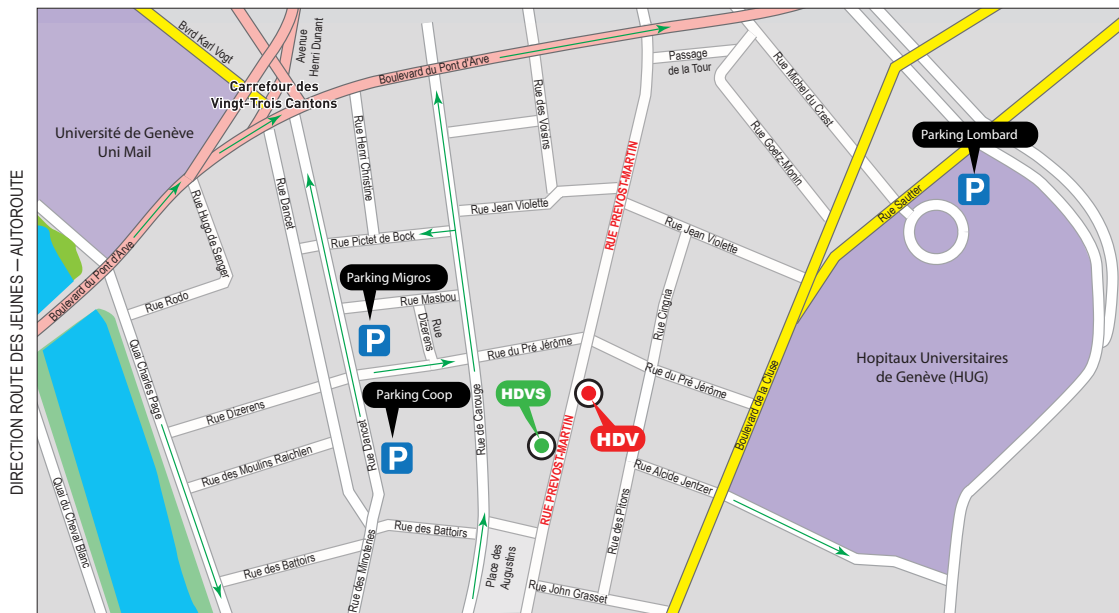 DIRECTION ROUTE DES JEUNES — AUTOROUTE
Bvrd Karl Vogt
Avenue
Henri Dunant
Carrefour des
Vingt-Trois Cantons
Boulevard du Pont d'Arve
Passage
de la Tour
Rue Michel du Crest
Rue Goetz-Monin
Parking Lombard
P
Rue Sautter
Université de Genève
Uni Mail
Rue Henri Christine
Rue des Voisins
RUE PREVOST-MARTIN
Rue Dancet
Rue Hugo de Senger
Rue Jean Violette
Rue Jean Violette
Rue Pictet de Bock
Boulevard du Pont d'Arve
Rue Rodo
Parking Migros
P
Rue Masbou
Rue
Dizerens
Rue Cingria
Rue du Pré Jérôme
Rue du Pré Jérôme
Hopitaux Universitaires
de Genève (HUG)
Quai Charles Page
Rue Dizerens
Parking Coop
P
Rue de Carouge
HDVS
HDV
Boulevard de la Cluse
Rue Dancet
Rue des Moulins Raichlen
RUE PREVOST-MARTIN
Rue Alcide Jentzer
Quai du Cheval Blanc
Rue des Battoirs
Rue des Battoirs
Rue des Minoteries
Place des
Augustins
Rue des Pitons
Rue John Grasset